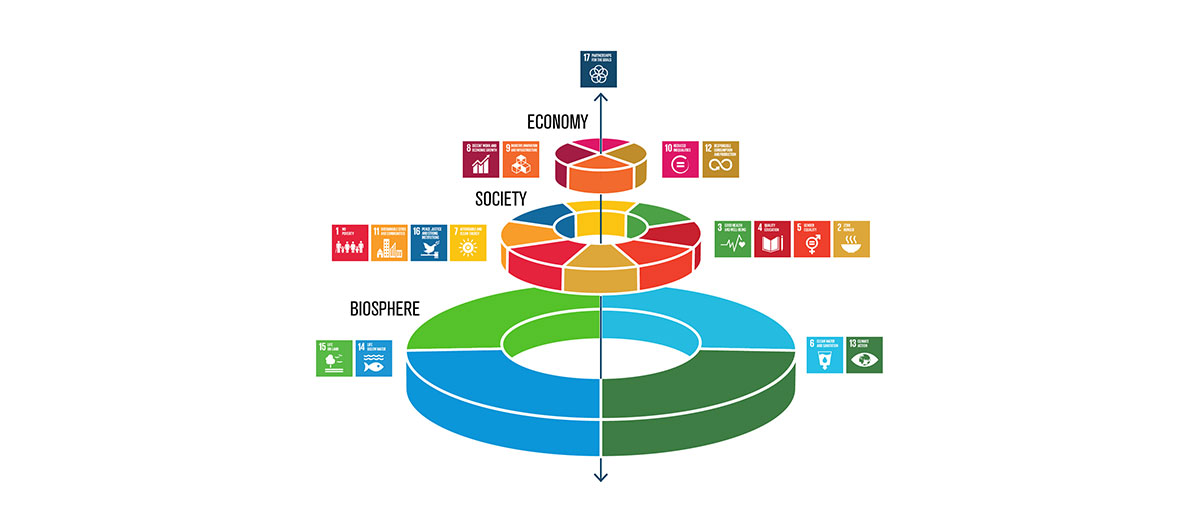 17 PARTNERSHIPS
FOR THE GOALS
ECONOMY
8 DECENT WORK AND
ECONOMIC GROWTH
9 INDUSTRY, INNOVATION
AND INFRASTRUCTURE
10 REDUCED
INEQUALITIES
12 RESPONSIBLE
CONSUMPTION
AND PRODUCTION
SOCIETY
1 NO
POVERTY
11 SUSTAINABLE CITIES
AND COMMUNITIES
16 PEACE, JUSTICE
AND STRONG
INSTITUTIONS
7 AFFORDABLE AND
CLEAN ENERGY
3 GOOD HEALTH
AND WELL-BEING
4 QUALITY
EDUCATION
5 GENDER
EQUALITY
2 ZERO
HUNGER
BIOSPHERE
15 LIFE
ON LAND
14 LIFE
BELOW WATER
6 CLEAN WATER
AND SANITATION
13 CLIMATE
ACTION